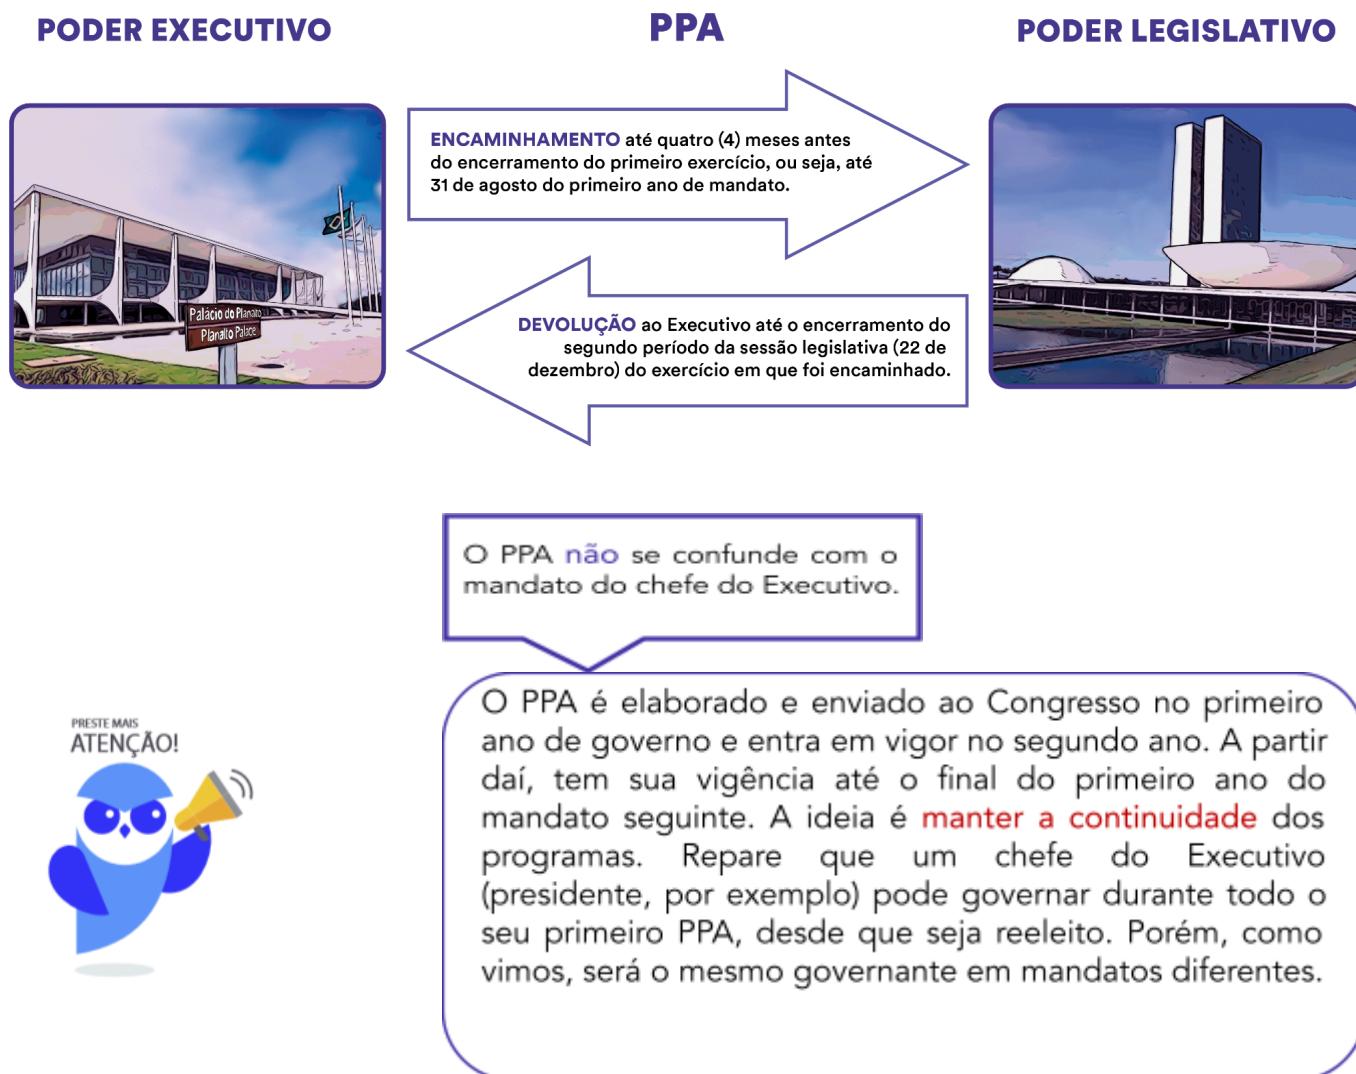 PODER EXECUTIVO
PPA
PODER LEGISLATIVO
ENCAMINHAMENTO até quatro (4) meses antes
do encerramento do primeiro exercício, ou seja, até
31 de agosto do primeiro ano de mandato.
Palácio do Planalto
Planalto Palace
DEVOLUÇÃO ao Executivo até o encerramento do
segundo período da sessão legislativa (22 de
dezembro) do exercício em que foi encaminhado.
O PPA não se confunde com o
mandato do chefe do Executivo.
PRESTE MAIS
ATENÇÃO!
O PPA é elaborado e enviado ao Congresso no primeiro
ano de governo e entra em vigor no segundo ano. A partir
daí, tem sua vigência até o final do primeiro ano do
mandato seguinte. A ideia é manter a continuidade dos
programas. Repare que um chefe do Executivo
(presidente, por exemplo) pode governar durante todo o
seu primeiro PPA, desde que seja reeleito. Porém, como
vimos, será o mesmo governante em mandatos diferentes.